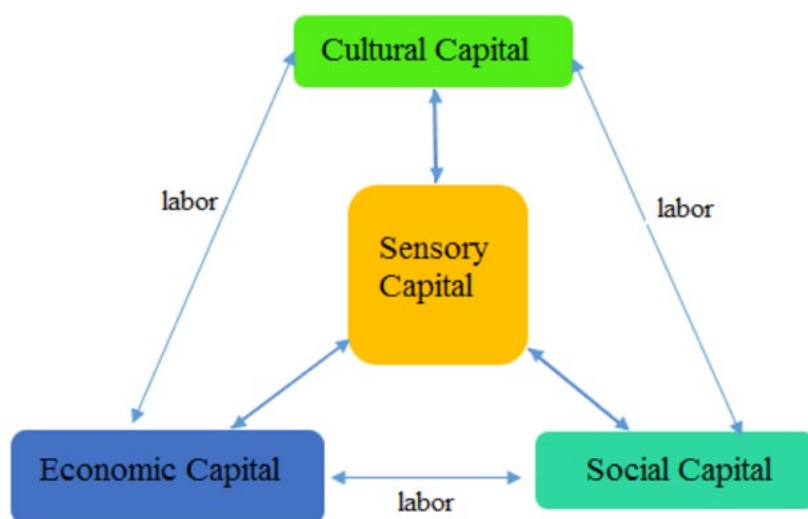 Cultural Capital
labor
labor
Sensory
Capital
Economic Capital
Social Capital
labor